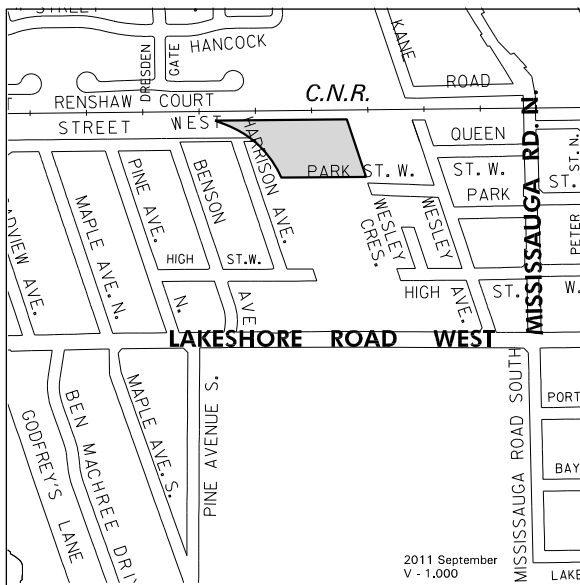 STREET
DRESDEN
GATE
HANCOCK
KANE
ROAD
RENSHAW COURT
C.N.R.
MISSISSAUGA RD. N.
STREET WEST
QUEEN
ST. W.
PARK
ST.
ST. N.
PETER
PARK ST. W.
HARRISON AVE.
BENSON
AVE
PINE AVE.
N.
MAPLE AVE. N.
ADVIEW AVE.
HIGH ST. W.
WESLEY
CRES.
WESLEY
AVE.
HIGH ST. W.
LAKESHORE ROAD WEST
GODFREY'S LANE
BEN MACHREE DRI
MAPLE AVE. S.
PINE AVENUE S.
MISSISSAUGA ROAD SOUTH
PORT
BAY
LAKE
2011 September
V - 1.000